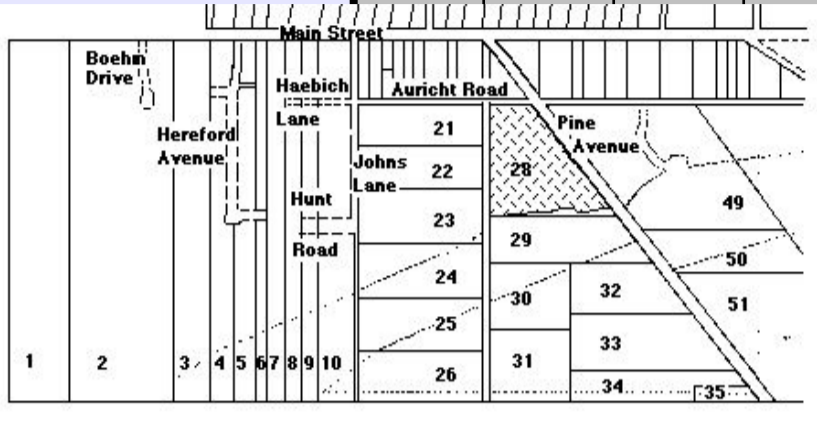 Main Street
Boehm
Drive
Haebich
Lane
Auricht Road
Hereford
Avenue
Pine
Avenue
Johns
Lane
Hunt
Road
21
22
23
24
25
26
28
29
30
31
32
33
34
35
49
50
51
1
2
3
4
5
6
7
8
9
10